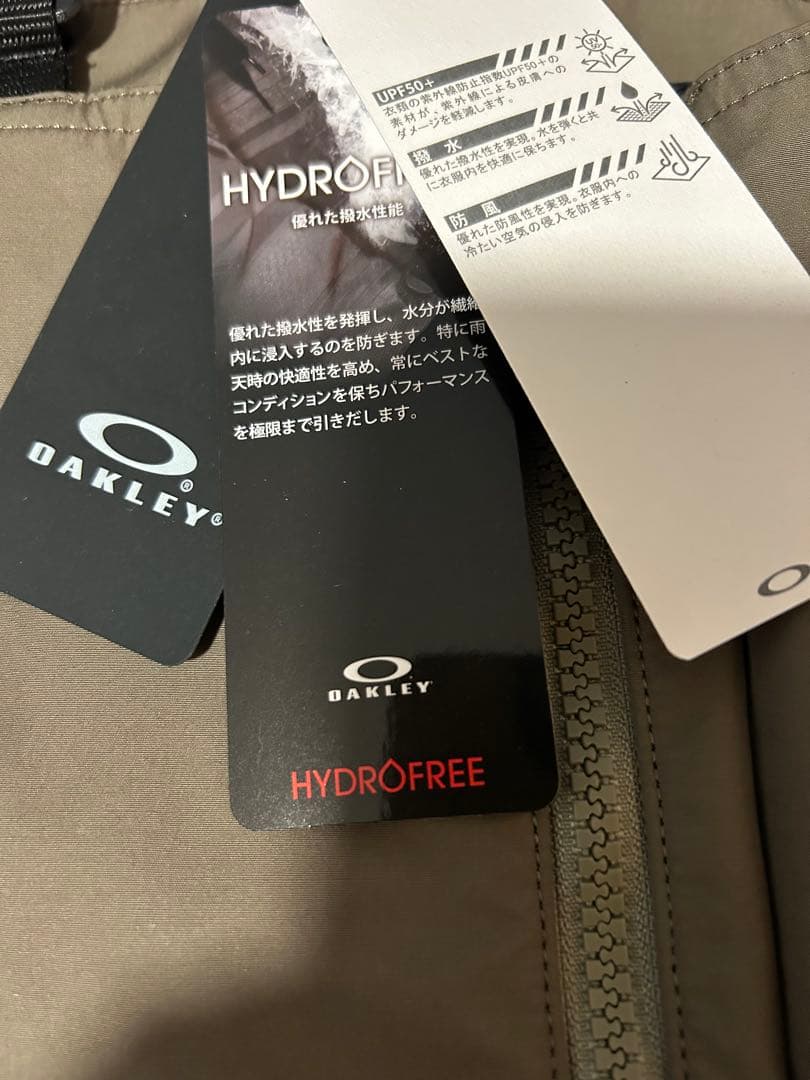 OAKLEY®
HYDROF
優れた撥水性能
優れた撥水性を発揮し、水分が繊維
内に浸入するのを防ぎます。特に雨
天時の快適性を高め、常にベストな
コンディションを保ちパフォーマンス
を極限まで引きだします。
OAKLEY
HYDROFREE
UPF50+
衣類の紫外線防止指数UPF50+の
素材が、紫外線による皮膚への
ダメージを軽減します。
UV
撥水
優れた撥水性を実現。水を弾くと共
に衣服内を快適に保ちます。
防風
優れた防風性を実現。衣服内への
冷たい空気の侵入を防ぎます。